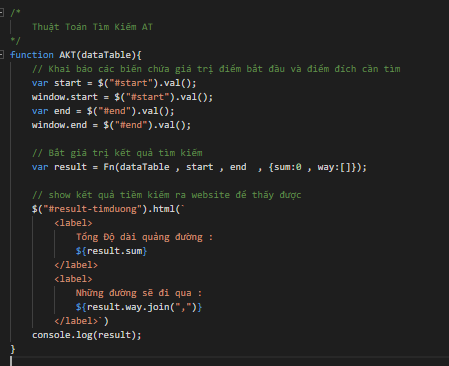 /*
Thuật Toán Tìm Kiếm AT
*/
function AKT(dataTable){
// Khai báo các biến chứa giá trị điểm bắt đầu và điểm đích cần tìm
var start = $("#start").val();
window.start = $("#start").val();
var end = $("#end").val();
window.end = $("#end").val();
// Bắt giá trị kết quả tìm kiếm
var result = Fn(dataTable , start , end  , {sum:0 , way:[]});
// show kết quả tiềm kiếm ra website để thấy được
$("#result-timduong").html(`
<label>
Tổng Độ dài quảng đường :
${result.sum}
</label>
<label>
Những đường sẽ đi qua :
${result.way.join(",")}
</label>`)
console.log(result);
}